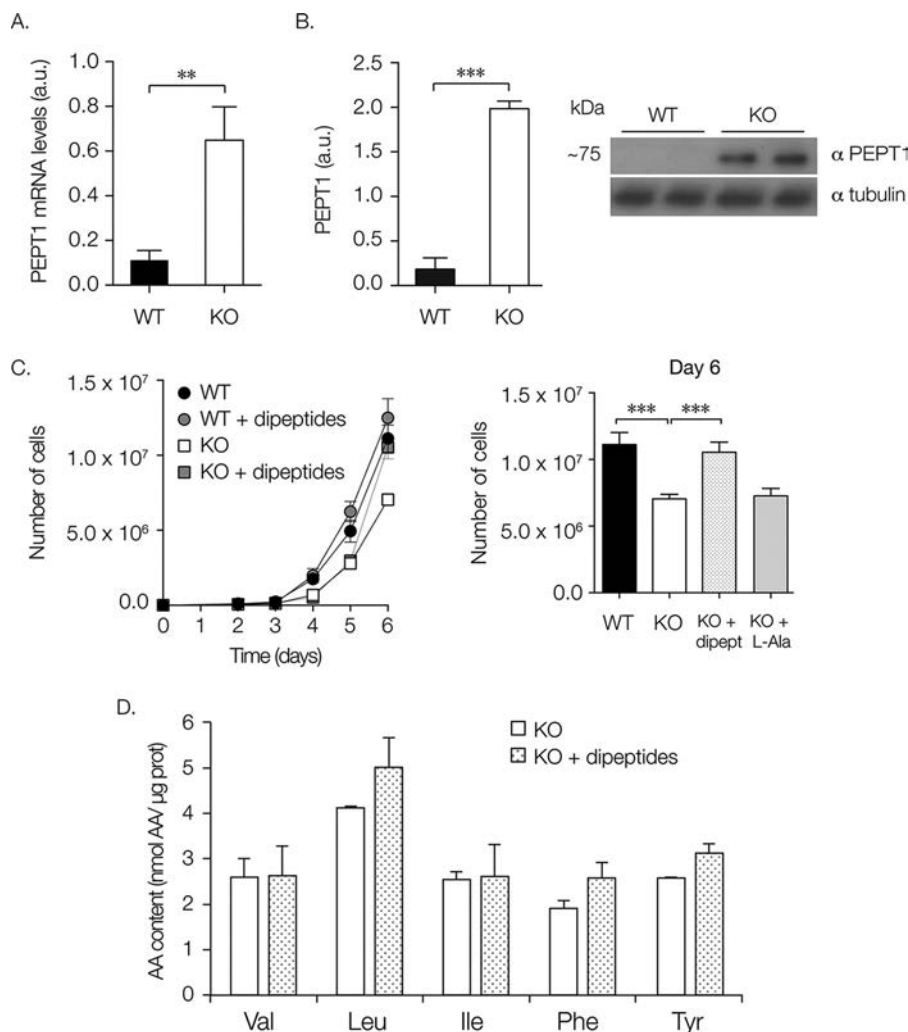 A.
PEPT1 mRNA levels (a.u.)
1.0
0.8
0.6
0.4
0.2
0.0
**
WT
KO
B.
PEPT1 (a.u.)
2.5
2.0
1.5
1.0
0.5
0.0
***
WT
KO
kDa
WT
KO
~75
α PEPT1
α tubulin
C.
Number of cells
1.5 x 10⁷
1.0 x 10⁷
5.0 x 10⁶
0.0
WT
WT + dipeptides
KO
KO + dipeptides
0 1 2 3 4 5 6
Time (days)
Day 6
Number of cells
1.5 x 10⁷
1.0 x 10⁷
5.0 x 10⁶
0.0
*** ***
WT
KO
KO +
dipept
KO +
L-Ala
D.
AA content (nmol AA/ µg prot)
6
5
4
3
2
1
0
KO
KO + dipeptides
Val Leu Ile Phe Tyr